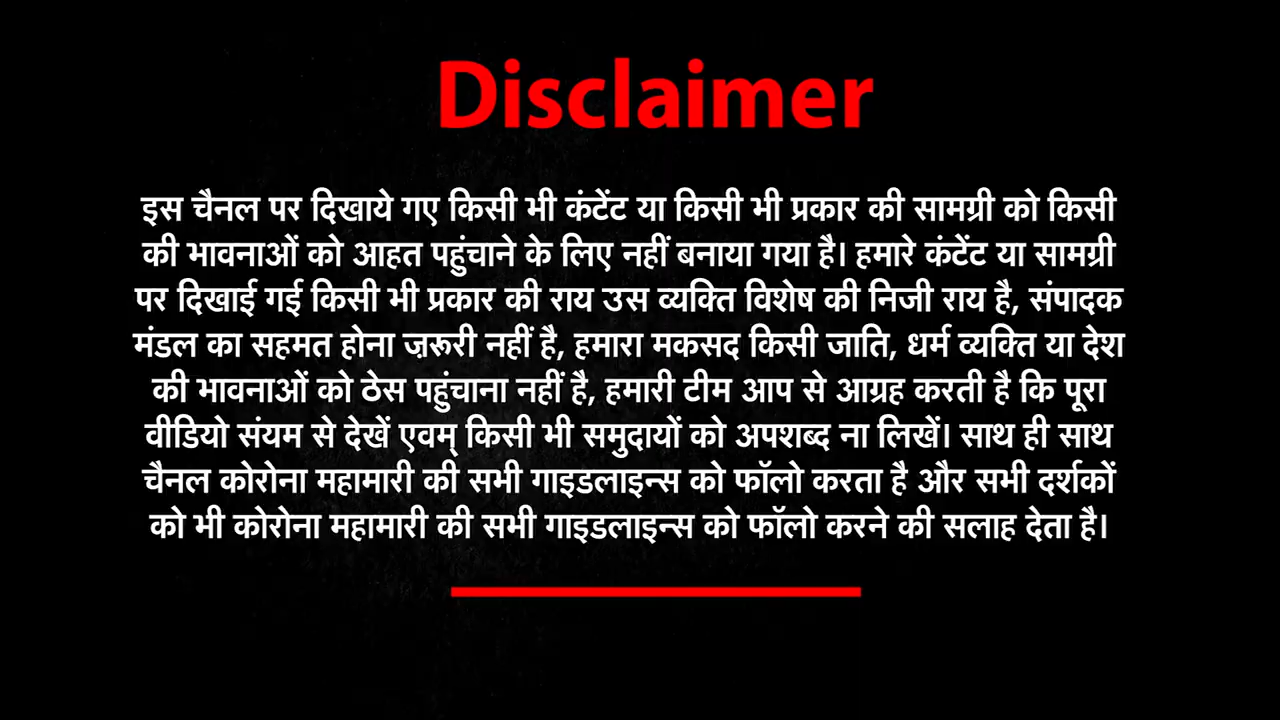 Disclaimer
इस चैनल पर दिखाये गए किसी भी कंटेंट या किसी भी प्रकार की सामग्री को किसी
की भावनाओं को आहत पहुंचाने के लिए नहीं बनाया गया है। हमारे कंटेंट या सामग्री
पर दिखाई गई किसी भी प्रकार की राय उस व्यक्ति विशेष की निजी राय है, संपादक
मंडल का सहमत होना ज़रूरी नहीं है, हमारा मकसद किसी जाति, धर्म व्यक्ति या देश
की भावनाओं को ठेस पहुंचाना नहीं है, हमारी टीम आप से आग्रह करती है कि पूरा
वीडियो संयम से देखें एवम् किसी भी समुदायों को अपशब्द ना लिखें। साथ ही साथ
चैनल कोरोना महामारी की सभी गाइडलाइन्स को फॉलो करता है और सभी दर्शकों
को भी कोरोना महामारी की सभी गाइडलाइन्स को फॉलो करने की सलाह देता है।